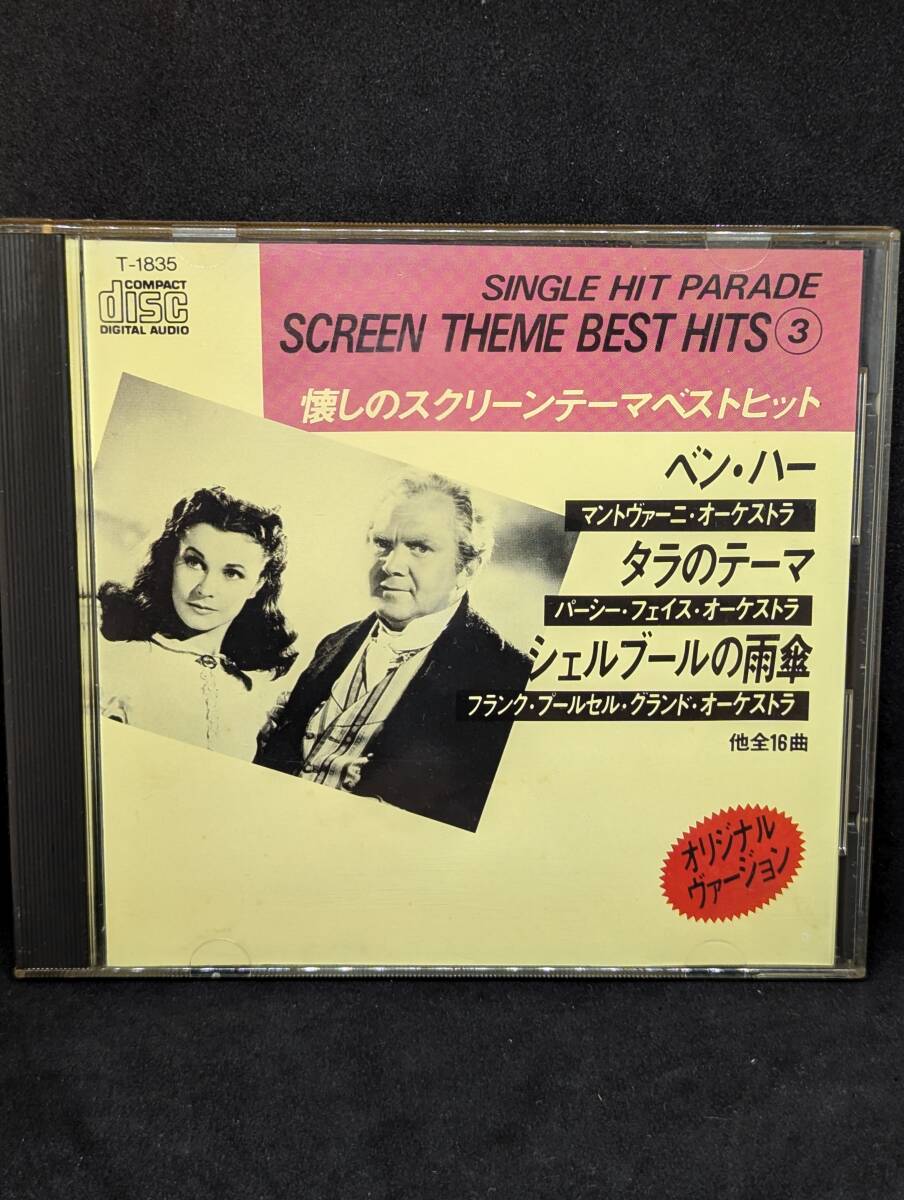 T-1835
COMPACT
disc
DIGITAL AUDIO
SINGLE HIT PARADE
SCREEN THEME BEST HITS③
懐しのスクリーンテーマベストヒット
ベン・ハー
マントヴァーニ・オーケストラ
タラのテーマ
パーシー・フェイス・オーケストラ
シェルブールの雨傘
フランク・プールセル・グランド・オーケストラ
他全16曲
オリジナル
ヴァージョン